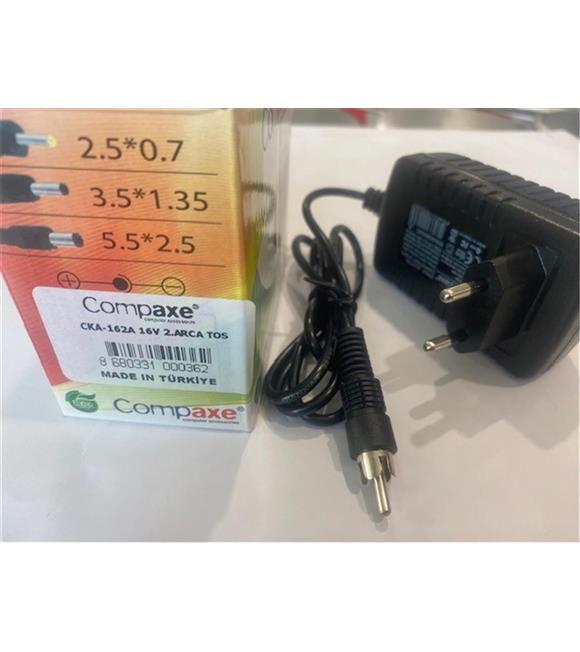 2.5*0.7
3.5*1.35
5.5*2.5
Compaxe®
computer accessories
CKA-162A 16V 2.ARCA TOS
8 680331 000362
MADE IN TÜRKİYE
Compaxe®
computer accessories